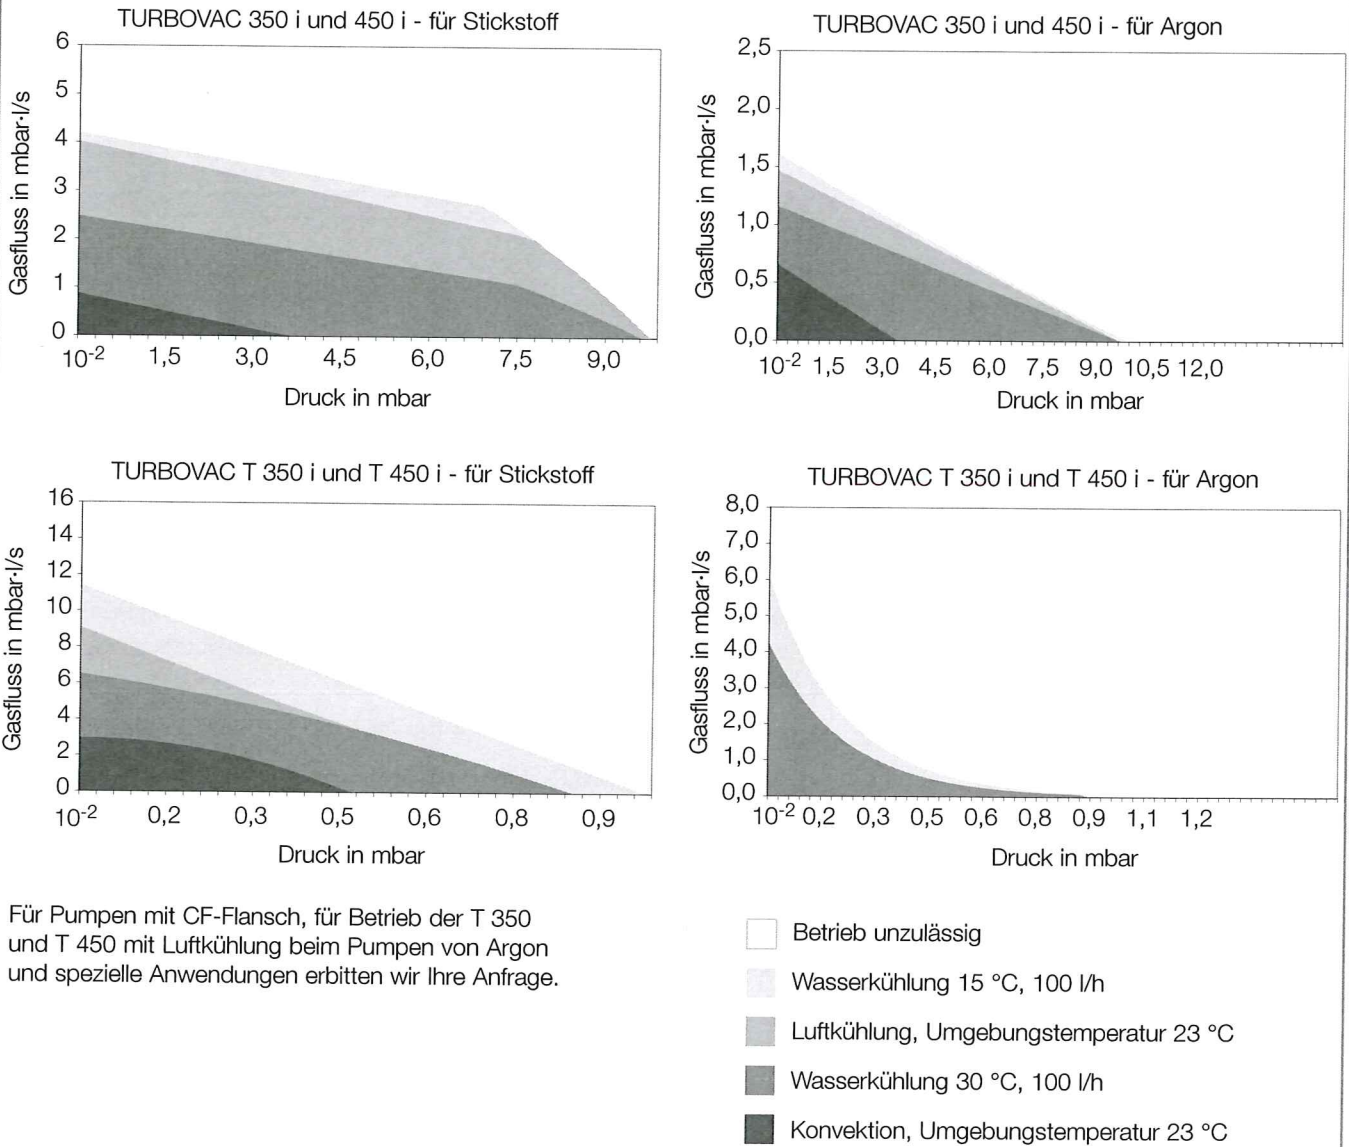 TURBOVAC 350 i und 450 i - für Stickstoff
Gasfluss in mbar·l/s
6
5
4
3
2
1
0
10-2 1,5 3,0 4,5 6,0 7,5 9,0
Druck in mbar
TURBOVAC 350 i und 450 i - für Argon
Gasfluss in mbar·l/s
2,5
2,0
1,5
1,0
0,5
0,0
10-2 1,5 3,0 4,5 6,0 7,5 9,0 10,5 12,0
Druck in mbar
TURBOVAC T 350 i und T 450 i - für Stickstoff
Gasfluss in mbar·l/s
16
14
12
10
8
6
4
2
0
10-2 0,2 0,3 0,5 0,6 0,8 0,9
Druck in mbar
TURBOVAC T 350 i und T 450 i - für Argon
Gasfluss in mbar·l/s
8,0
7,0
6,0
5,0
4,0
3,0
2,0
1,0
0,0
10-2 0,2 0,3 0,5 0,6 0,8 0,9 1,1 1,2
Druck in mbar
Für Pumpen mit CF-Flansch, für Betrieb der T 350
und T 450 mit Luftkühlung beim Pumpen von Argon
und spezielle Anwendungen erbitten wir Ihre Anfrage.
Betrieb unzulässig
Wasserkühlung 15 °C, 100 l/h
Luftkühlung, Umgebungstemperatur 23 °C
Wasserkühlung 30 °C, 100 l/h
Konvektion, Umgebungstemperatur 23 °C